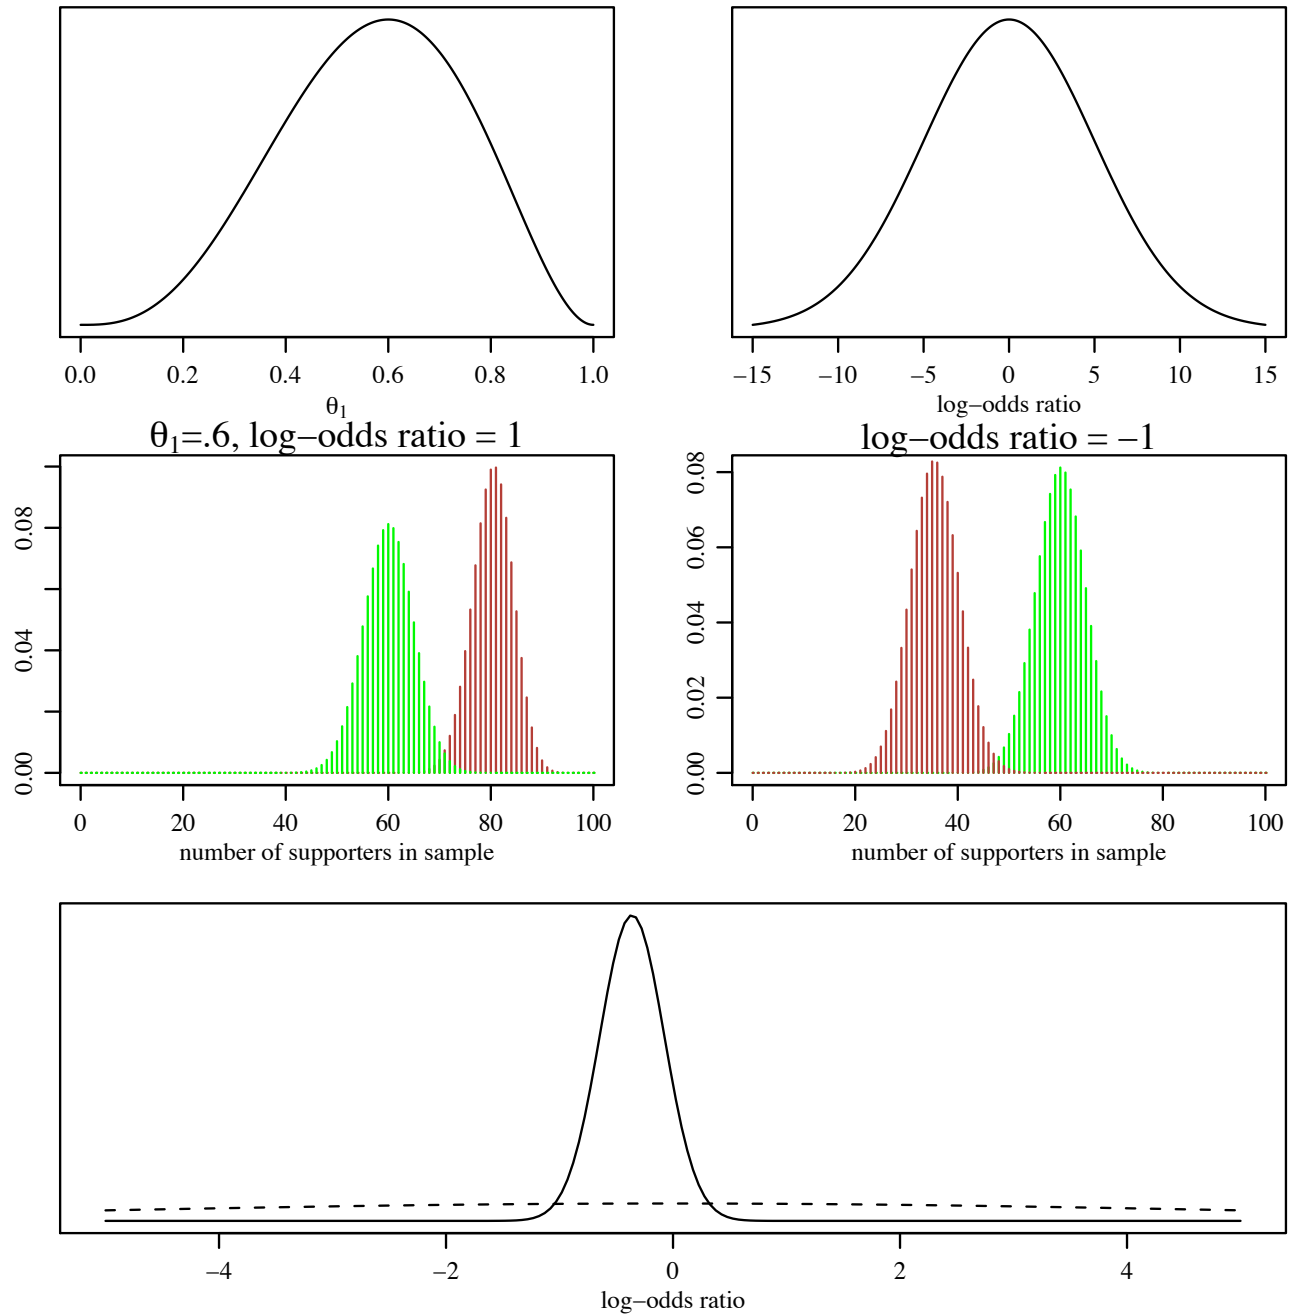 0.0 0.2 0.4 0.6 0.8 1.0
θ₁
−15 −10 −5 0 5 10 15
log−odds ratio
θ₁=.6, log−odds ratio = 1
0.00 0.04 0.08
0 20 40 60 80 100
number of supporters in sample
log−odds ratio = −1
0.00 0.02 0.04 0.06 0.08
0 20 40 60 80 100
number of supporters in sample
−4 −2 0 2 4
log−odds ratio